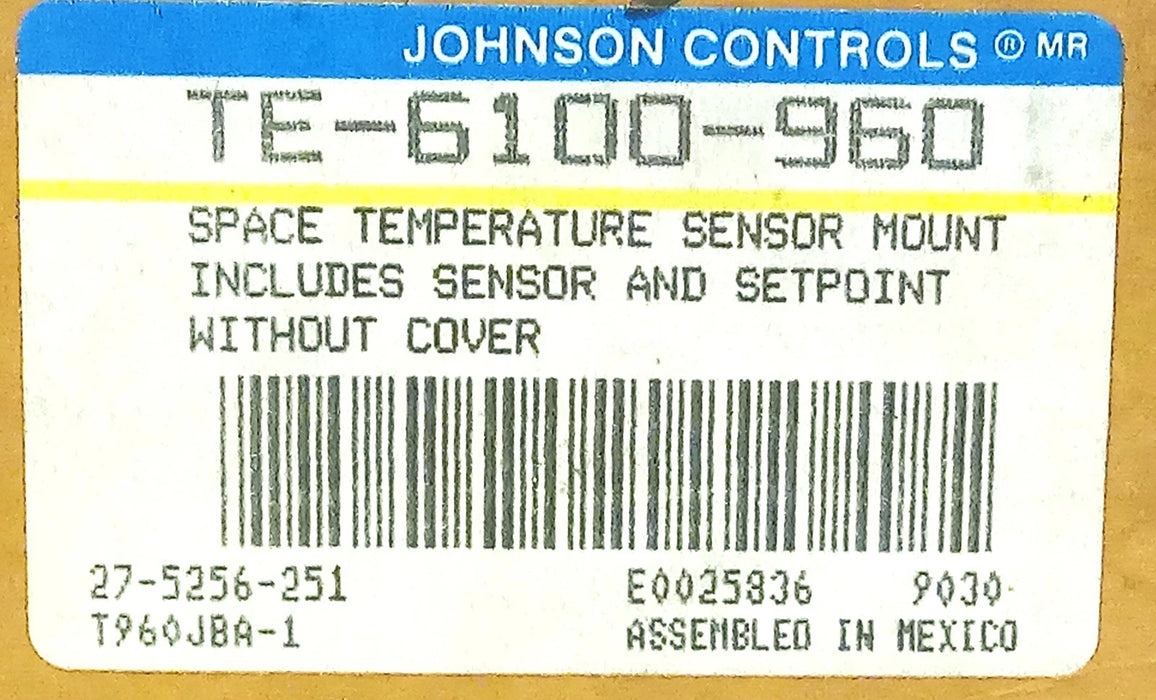 JOHNSON CONTROLS ® MR
TE-6100-960
SPACE TEMPERATURE SENSOR MOUNT
INCLUDES SENSOR AND SETPOINT
WITHOUT COVER
27-5256-251 E0025836 9030
T960JBA-1 ASSEMBLED IN MEXICO